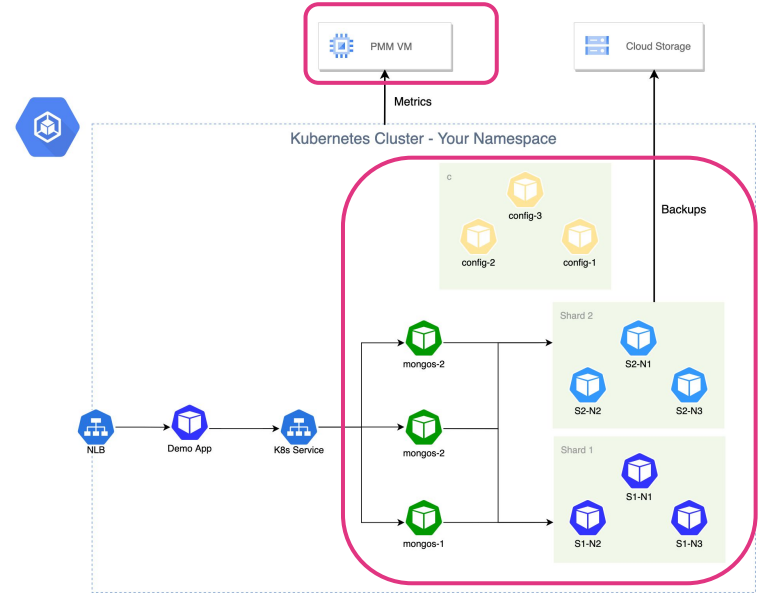 PMM VM
Cloud Storage
Metrics
Kubernetes Cluster - Your Namespace
c
config-3
Backups
config-2
config-1
Shard 2
S2-N1
mongos-2
S2-N2
S2-N3
NLB
Demo App
K8s Service
mongos-2
Shard 1
S1-N1
mongos-1
S1-N2
S1-N3